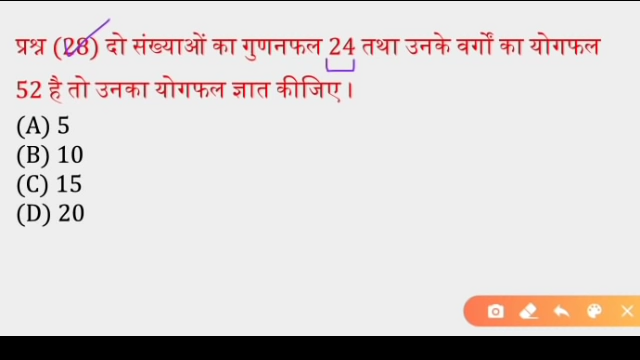 प्रश्न (28) दो संख्याओं का गुणनफल 24 तथा उनके वर्गों का योगफल
52 है तो उनका योगफल ज्ञात कीजिए।
(A) 5
(B) 10
(C) 15
(D) 20